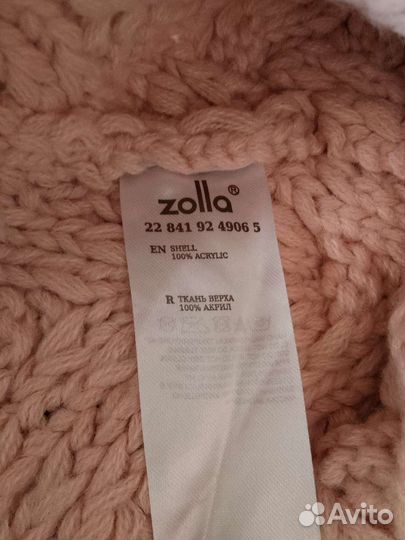 zolla®
22 841 92 4906 5
EN SHELL
100% ACRYLIC
R ТКАНЬ ВЕРХА
100% АКРИЛ
Avito